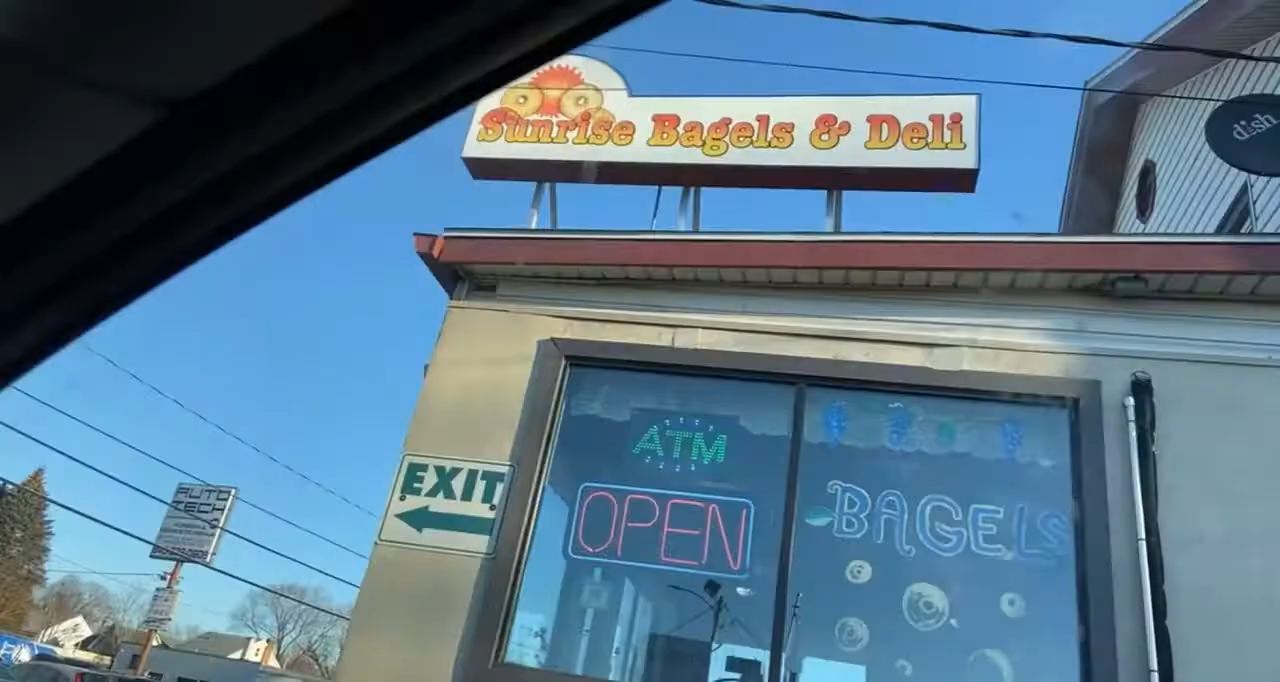 Sunrise Bagels & Deli
dish
ATM
EXIT
OPEN
BAGELS
AUTO
TECH